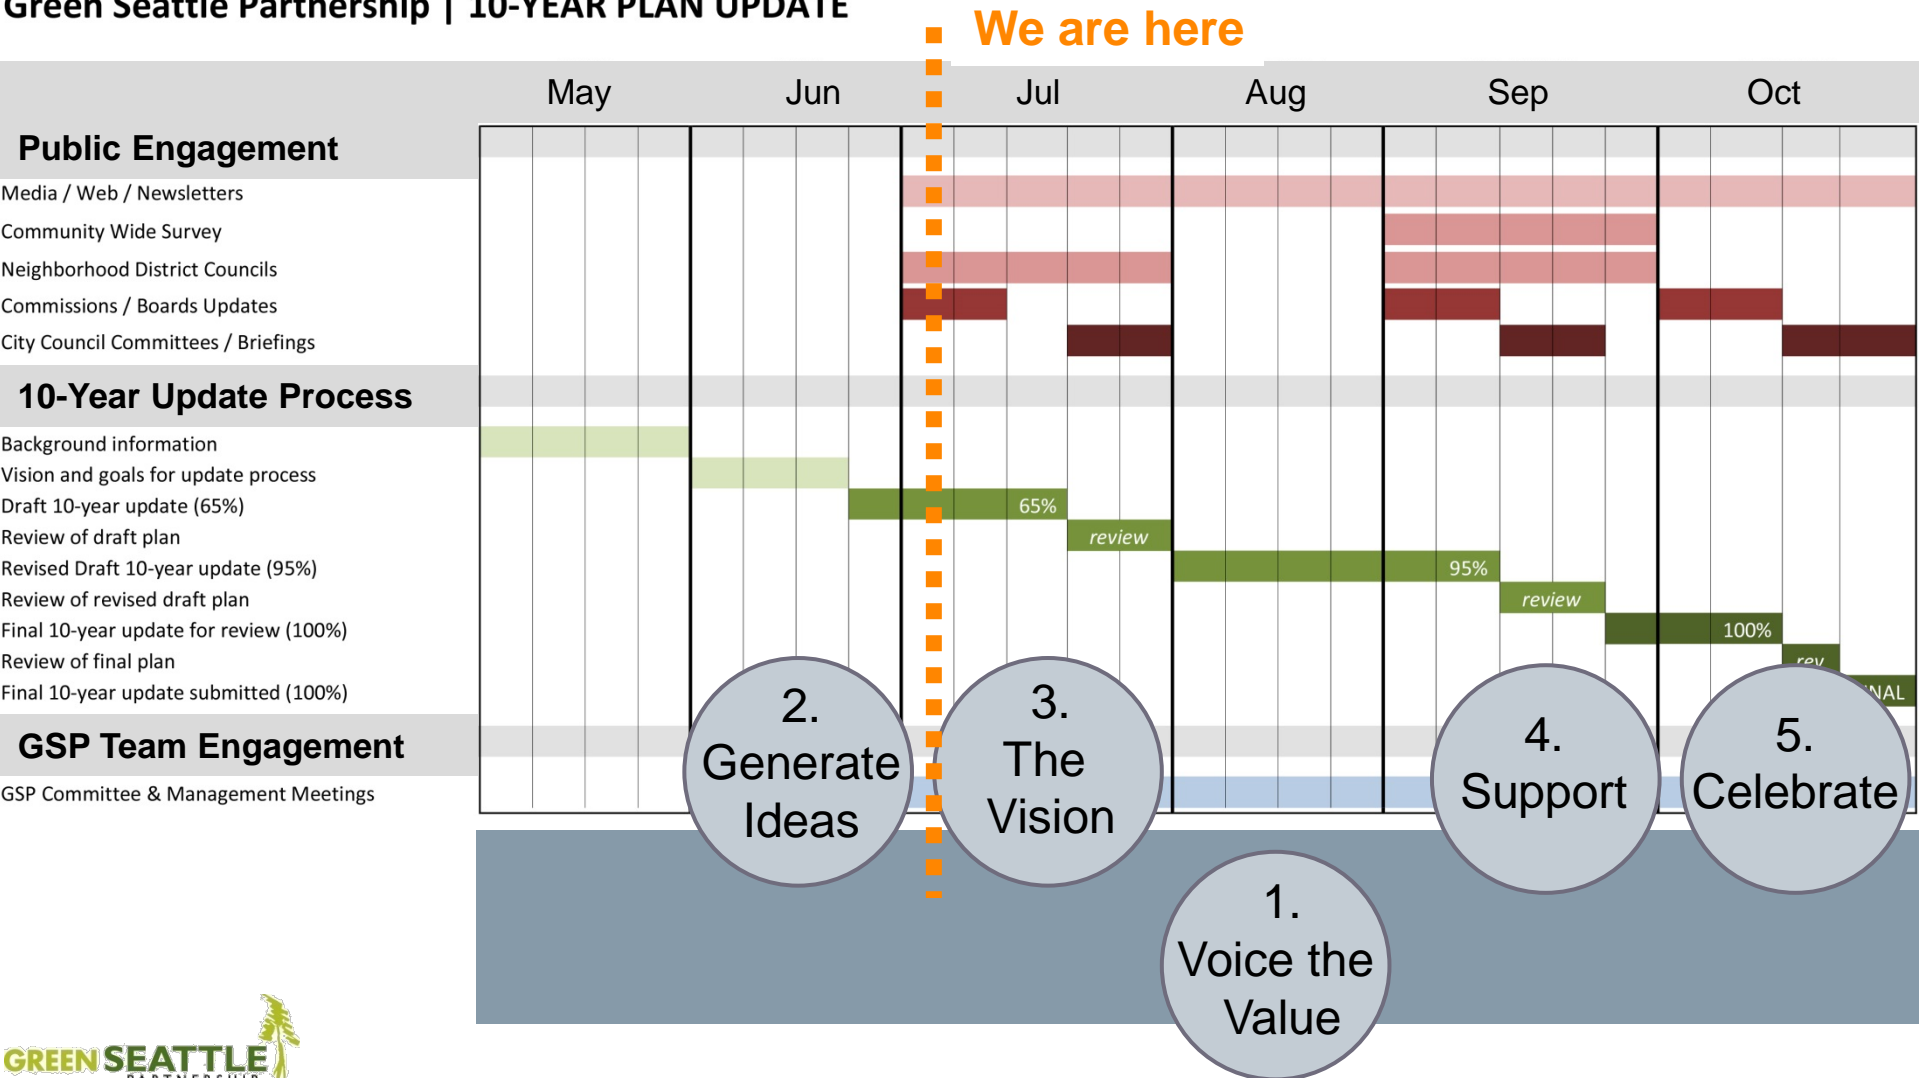 Green Seattle Partnership | 10-YEAR PLAN UPDATE
We are here
May Jun Jul Aug Sep Oct
Public Engagement
Media / Web / Newsletters
Community Wide Survey
Neighborhood District Councils
Commissions / Boards Updates
City Council Committees / Briefings
10-Year Update Process
Background information
Vision and goals for update process
Draft 10-year update (65%)
65%
Review of draft plan
review
Revised Draft 10-year update (95%)
95%
Review of revised draft plan
review
Final 10-year update for review (100%)
100%
Review of final plan
rev
Final 10-year update submitted (100%)
NAL
GSP Team Engagement
GSP Committee & Management Meetings
2.
Generate
Ideas
3.
The
Vision
4.
Support
5.
Celebrate
1.
Voice the
Value
GREEN SEATTLE
PARTNERSHIP